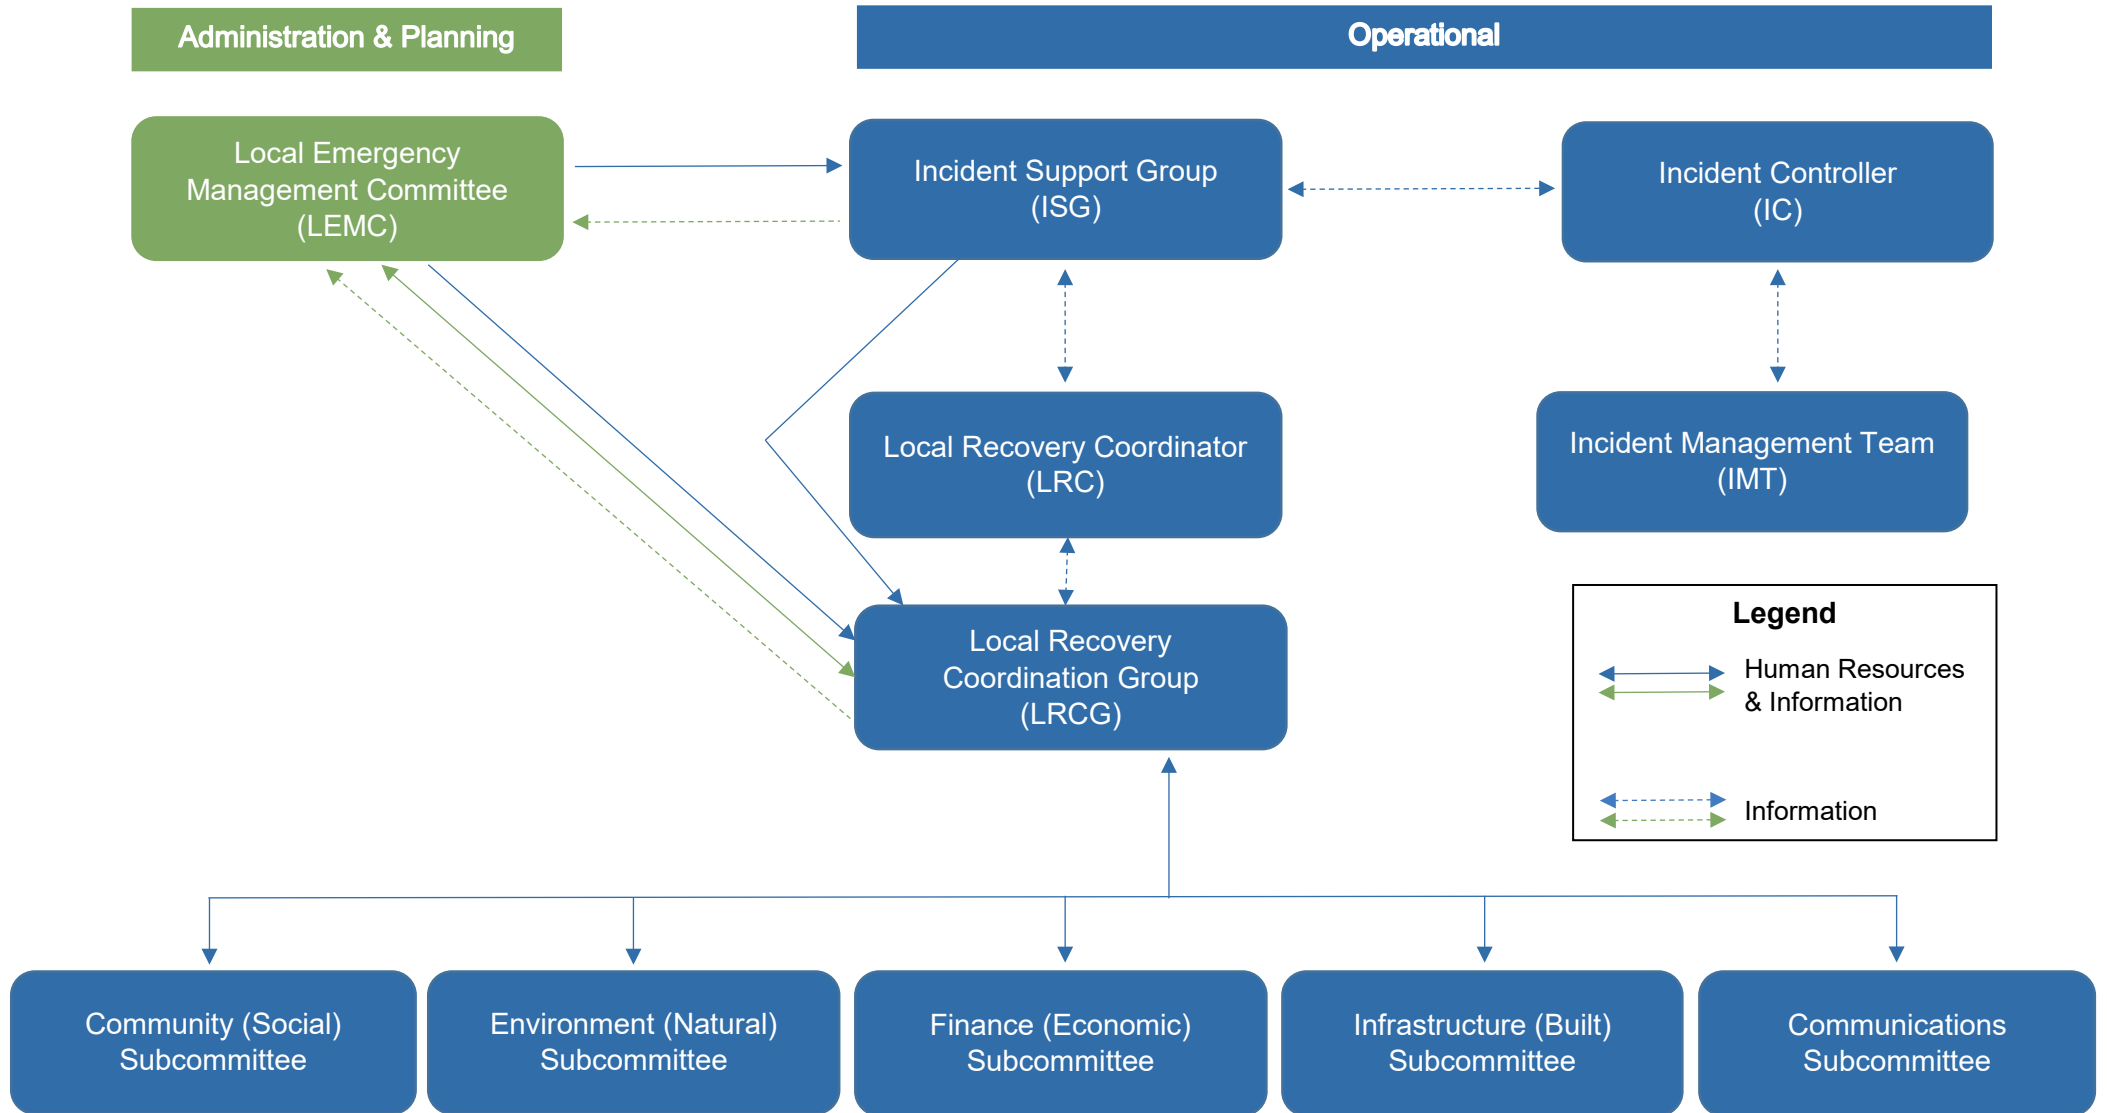 Administration & Planning
Operational
Local Emergency
Management Committee
(LEMC)
Incident Support Group
(ISG)
Incident Controller
(IC)
Local Recovery Coordinator
(LRC)
Incident Management Team
(IMT)
Local Recovery
Coordination Group
(LRCG)
Legend
Human Resources
& Information
Information
Community (Social)
Subcommittee
Environment (Natural)
Subcommittee
Finance (Economic)
Subcommittee
Infrastructure (Built)
Subcommittee
Communications
Subcommittee